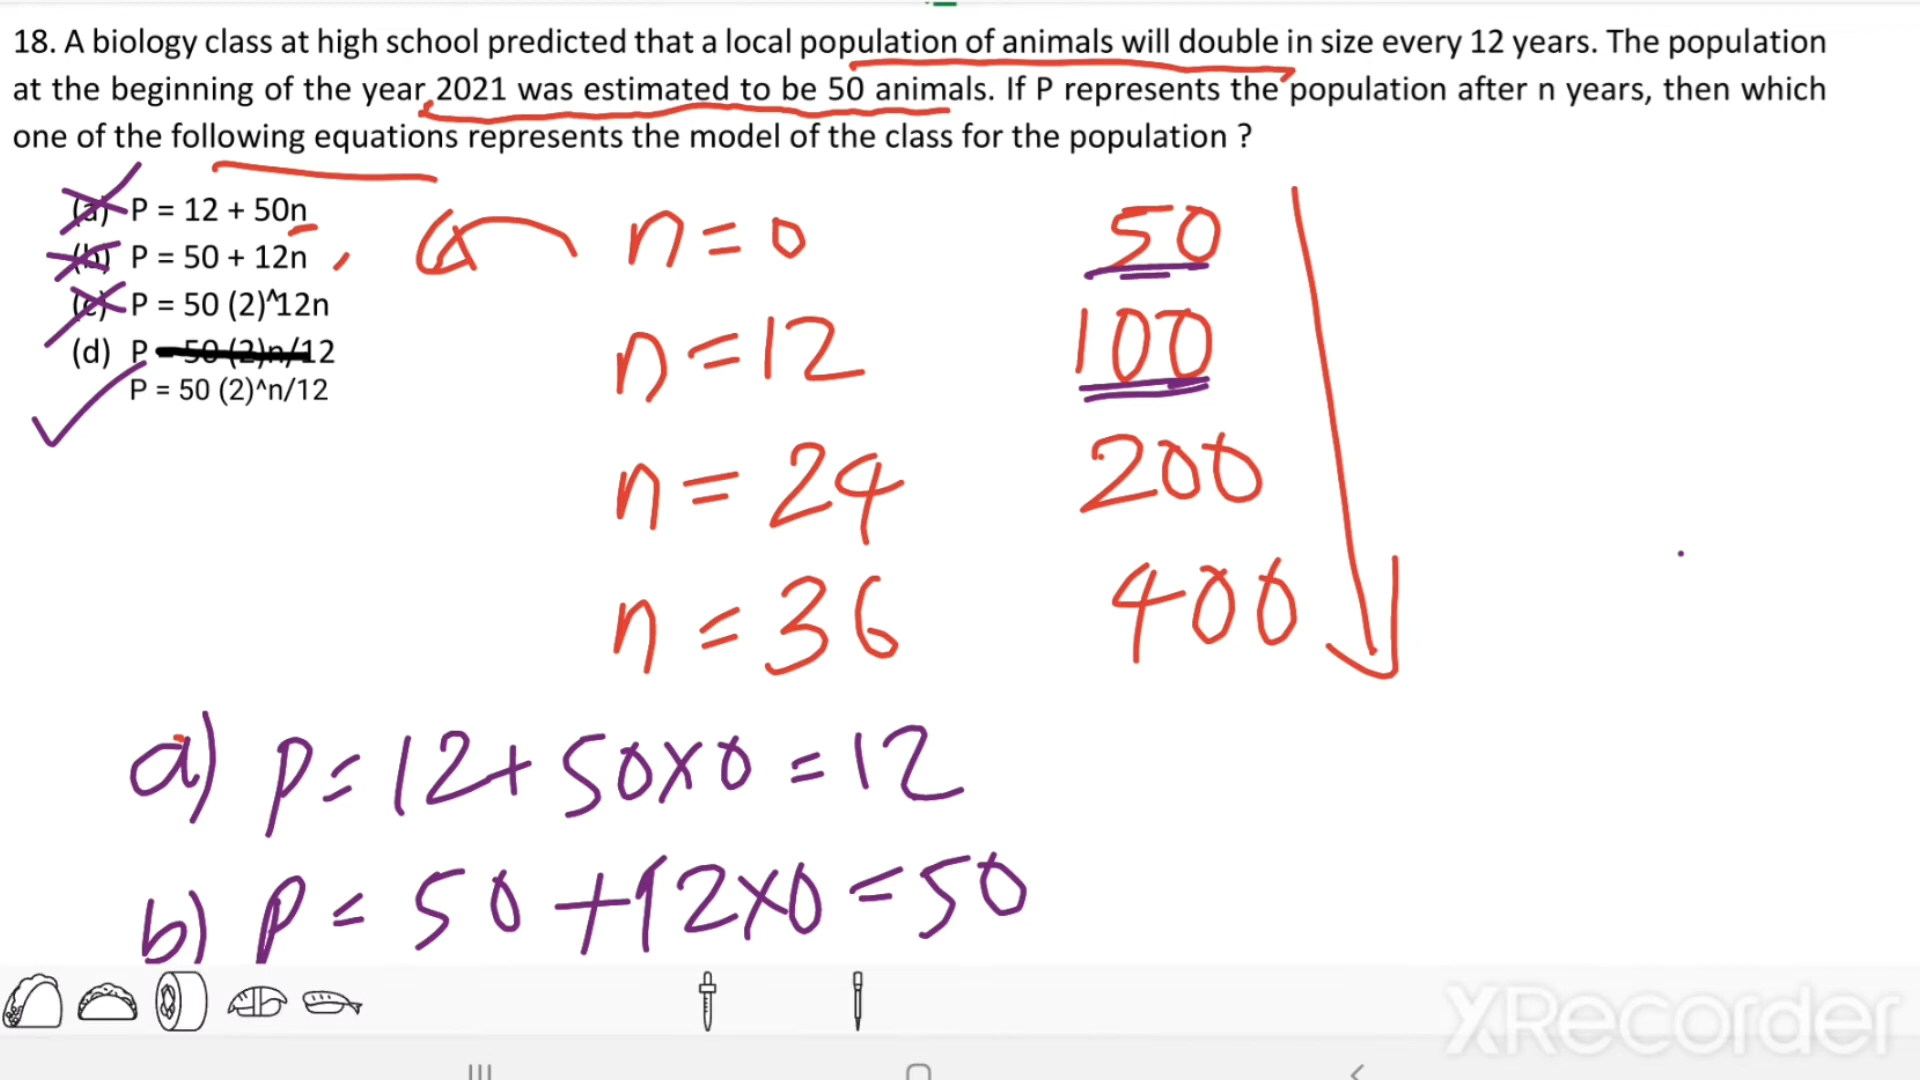 18. A biology class at high school predicted that a local population of animals will double in size every 12 years. The population
at the beginning of the year 2021 was estimated to be 50 animals. If P represents the population after n years, then which
one of the following equations represents the model of the class for the population ?
(a) P = 12 + 50n
(b) P = 50 + 12n
(c) P = 50 (2)^12n
(d) P = 50 (2)n/12
P = 50 (2)^n/12
n=0 50
n=12 100
n=24 200
n=36 400
a) P=12+50×0=12
b) P=50+12×0=50
XRecorder